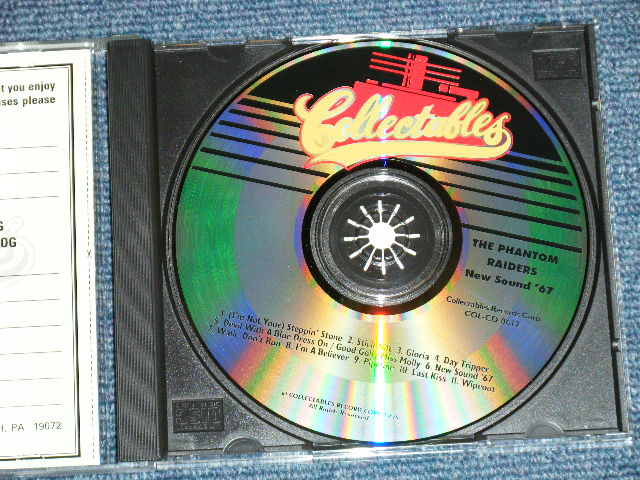 t you enjoy
ses please
G
OG
H, PA 19072
Collectables
THE PHANTOM
RAIDERS
New Sound '67
Collectables Records Corp.
COL-CD-0617
1. (I'm Not Your) Steppin' Stone 2. 3. Gloria 4. Day Tripper
5. Devil With A Blue Dress On / Good Golly Miss Molly 6. New Sound '67
7. Walk, Don't Run 8. I'm A Believer 9. Pipeline 10. Last Kiss 11. Wipeout
COLLECTABLES RECORD
All Rights Reserved